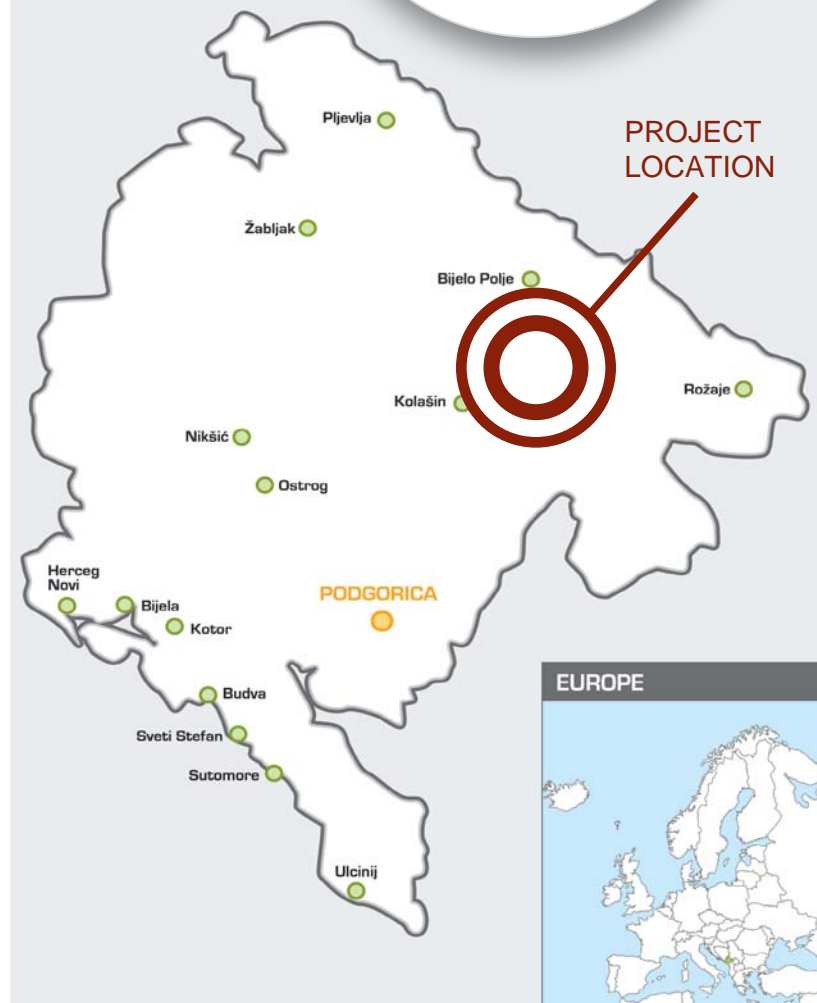 Pljevlja
PROJECT
LOCATION
Žabljak
Bijelo Polje
Rožaje
Kolašin
Nikšić
Ostrog
Herceg
Novi
Bijela
PODGORICA
Kotor
EUROPE
Budva
Sveti Stefan
Sutomore
Ulcinij